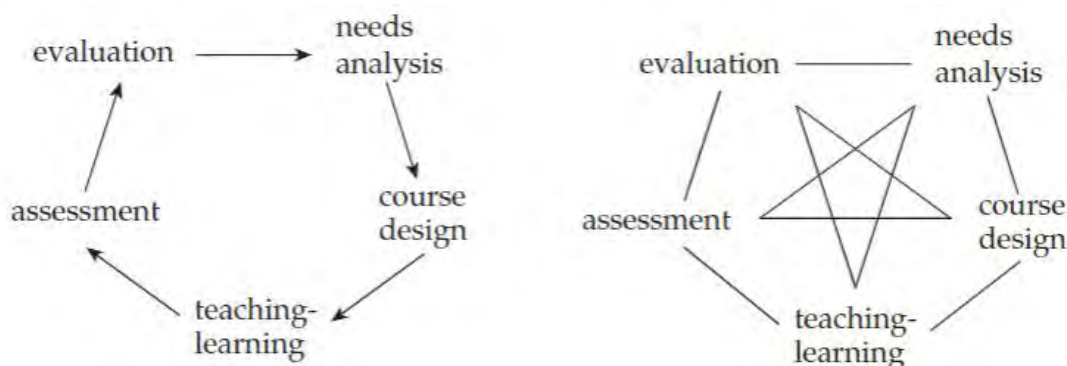 evaluation
needs
analysis
course
design
teaching-
learning
assessment
evaluation
needs
analysis
course
design
teaching-
learning
assessment